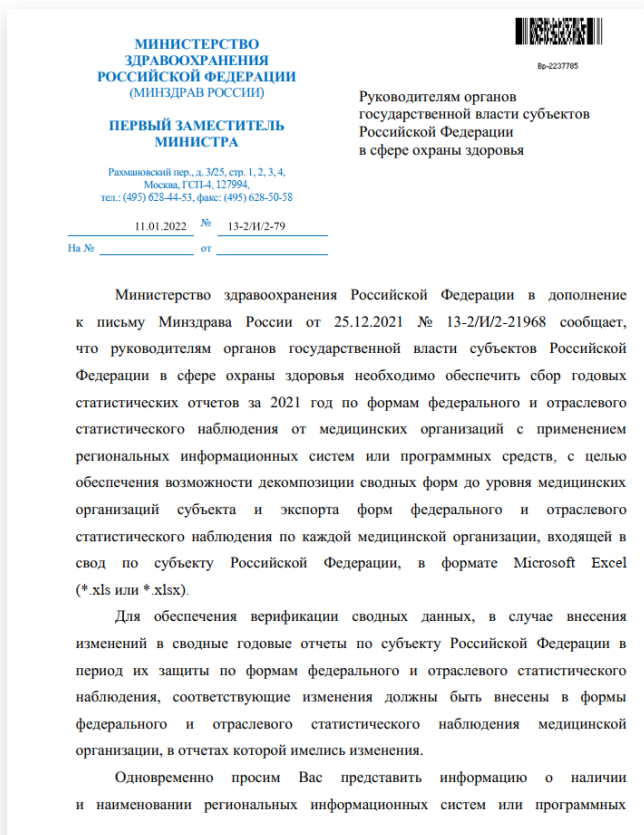 МИНИСТЕРСТВО
ЗДРАВООХРАНЕНИЯ
РОССИЙСКОЙ ФЕДЕРАЦИИ
(МИНЗДРАВ РОССИИ)
ПЕРВЫЙ ЗАМЕСТИТЕЛЬ
МИНИСТРА
Рахмановский пер., д. 3/25, стр. 1, 2, 3, 4,
Москва, ГСП-4, 127994,
тел.: (495) 628-44-53, факс: (495) 628-50-58
11.01.2022 № 13-2/И/2-79
На № от
Вр-2237785
Руководителям органов
государственной власти субъектов
Российской Федерации
в сфере охраны здоровья
Министерство здравоохранения Российской Федерации в дополнение
к письму Минздрава России от 25.12.2021 № 13-2/И/2-21968 сообщает,
что руководителям органов государственной власти субъектов Российской
Федерации в сфере охраны здоровья необходимо обеспечить сбор годовых
статистических отчетов за 2021 год по формам федерального и отраслевого
статистического наблюдения от медицинских организаций с применением
региональных информационных систем или программных средств, с целью
обеспечения возможности декомпозиции сводных форм до уровня медицинских
организаций субъекта и экспорта форм федерального и отраслевого
статистического наблюдения по каждой медицинской организации, входящей в
свод по субъекту Российской Федерации, в формате Microsoft Excel
(*.xls или *.xlsx).
Для обеспечения верификации сводных данных, в случае внесения
изменений в сводные годовые отчеты по субъекту Российской Федерации в
период их защиты по формам федерального и отраслевого статистического
наблюдения, соответствующие изменения должны быть внесены в формы
федерального и отраслевого статистического наблюдения медицинской
организации, в отчетах которой имелись изменения.
Одновременно просим Вас представить информацию о наличии
и наименовании региональных информационных систем или программных